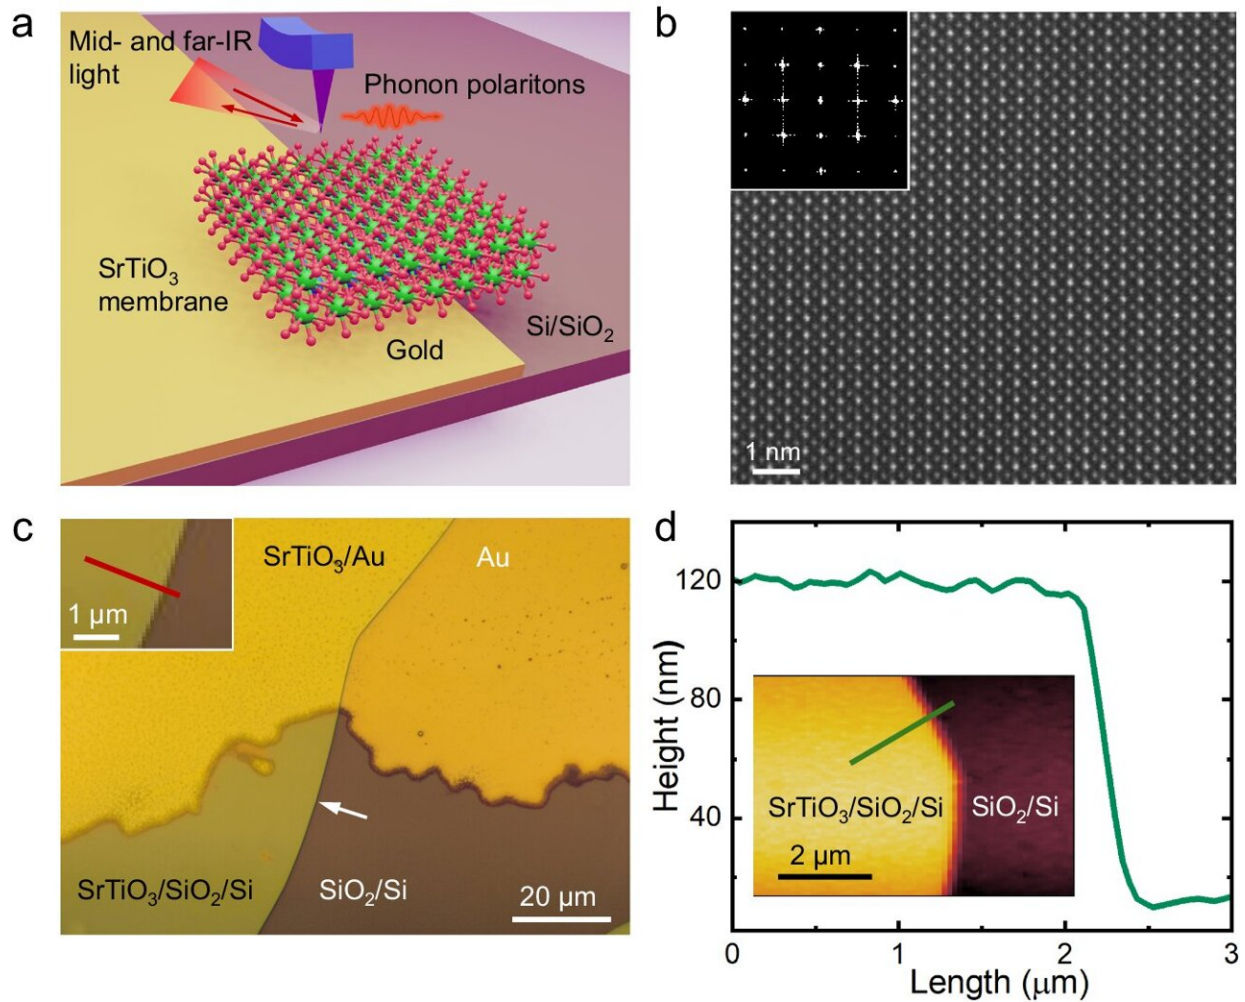 a
Mid- and far-IR
light
Phonon polaritons
SrTiO₃
membrane
Si/SiO₂
Gold
b
1 nm
c
1 μm
SrTiO₃/Au
Au
SrTiO₃/SiO₂/Si
SiO₂/Si
20 μm
d
Height (nm)
120
80
40
SrTiO₃/SiO₂/Si
SiO₂/Si
2 μm
0
1
2
3
Length (μm)